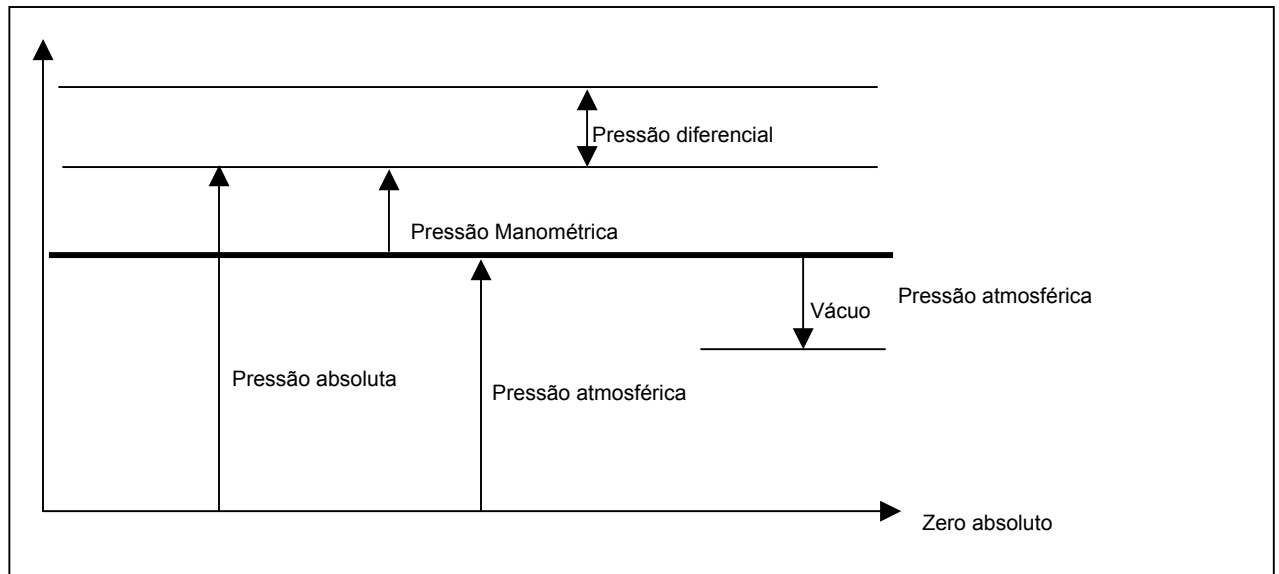 Pressão diferencial
Pressão Manométrica
Pressão atmosférica
Vácuo
Pressão absoluta
Pressão atmosférica
Zero absoluto